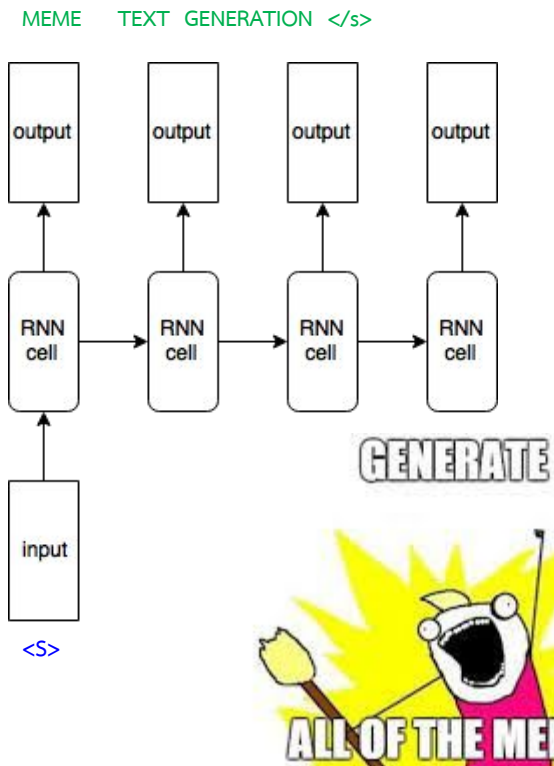 MEME TEXT GENERATION </s>
output output output output
RNN cell RNN cell RNN cell RNN cell
GENERATE
input
<S>
ALL OF THE